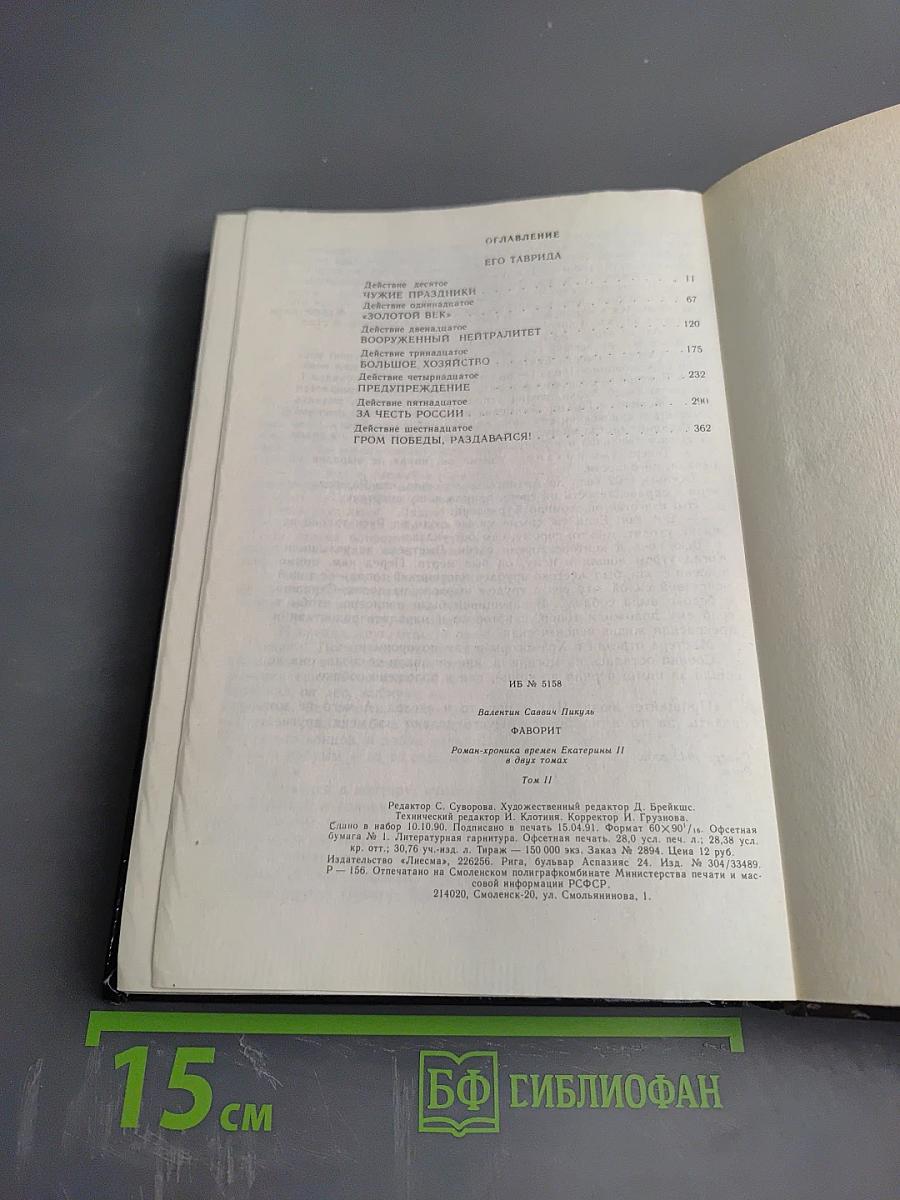 ОГЛАВЛЕНИЕ
ЕГО ТАВРИДА
Действие десятое
ЧУЖИЕ ПРАЗДНИКИ . . . . . . . . . . 11
Действие одиннадцатое
«ЗОЛОТОЙ ВЕК» . . . . . . . . . . 67
Действие двенадцатое
ВООРУЖЕННЫЙ НЕЙТРАЛИТЕТ . . . . . . . . . . 120
Действие тринадцатое
БОЛЬШОЕ ХОЗЯЙСТВО . . . . . . . . . . 175
Действие четырнадцатое
ПРЕДУПРЕЖДЕНИЕ . . . . . . . . . . 232
Действие пятнадцатое
ЗА ЧЕСТЬ РОССИИ . . . . . . . . . . 290
Действие шестнадцатое
ГРОМ ПОБЕДЫ, РАЗДАВАЙСЯ! . . . . . . . . . . 362
ИБ № 5158
Валентин Саввич Пикуль
ФАВОРИТ
Роман-хроника времен Екатерины II
в двух томах
Том II
Редактор С. Суворова. Художественный редактор Д. Брейкшс.
Технический редактор И. Клотиня. Корректор И. Грузнова.
Сдано в набор 10.10.90. Подписано в печать 15.04.91. Формат 60×90¹/₁₆. Офсетная
бумага № 1. Литературная гарнитура. Офсетная печать. 28,0 усл. печ. л.; 28,38 усл.
кр. отт.; 30,76 уч.-изд. л. Тираж — 150 000 экз. Заказ № 2894. Цена 12 руб.
Издательство «Лиесма», 226256. Рига, бульвар Аспазияс 24. Изд. № 304/33489.
Р — 156. Отпечатано на Смоленском полиграфкомбинате Министерства печати и мас-
совой информации РСФСР.
214020, Смоленск-20, ул. Смольянинова, 1.
15 см
БФ БИБЛИОФАН